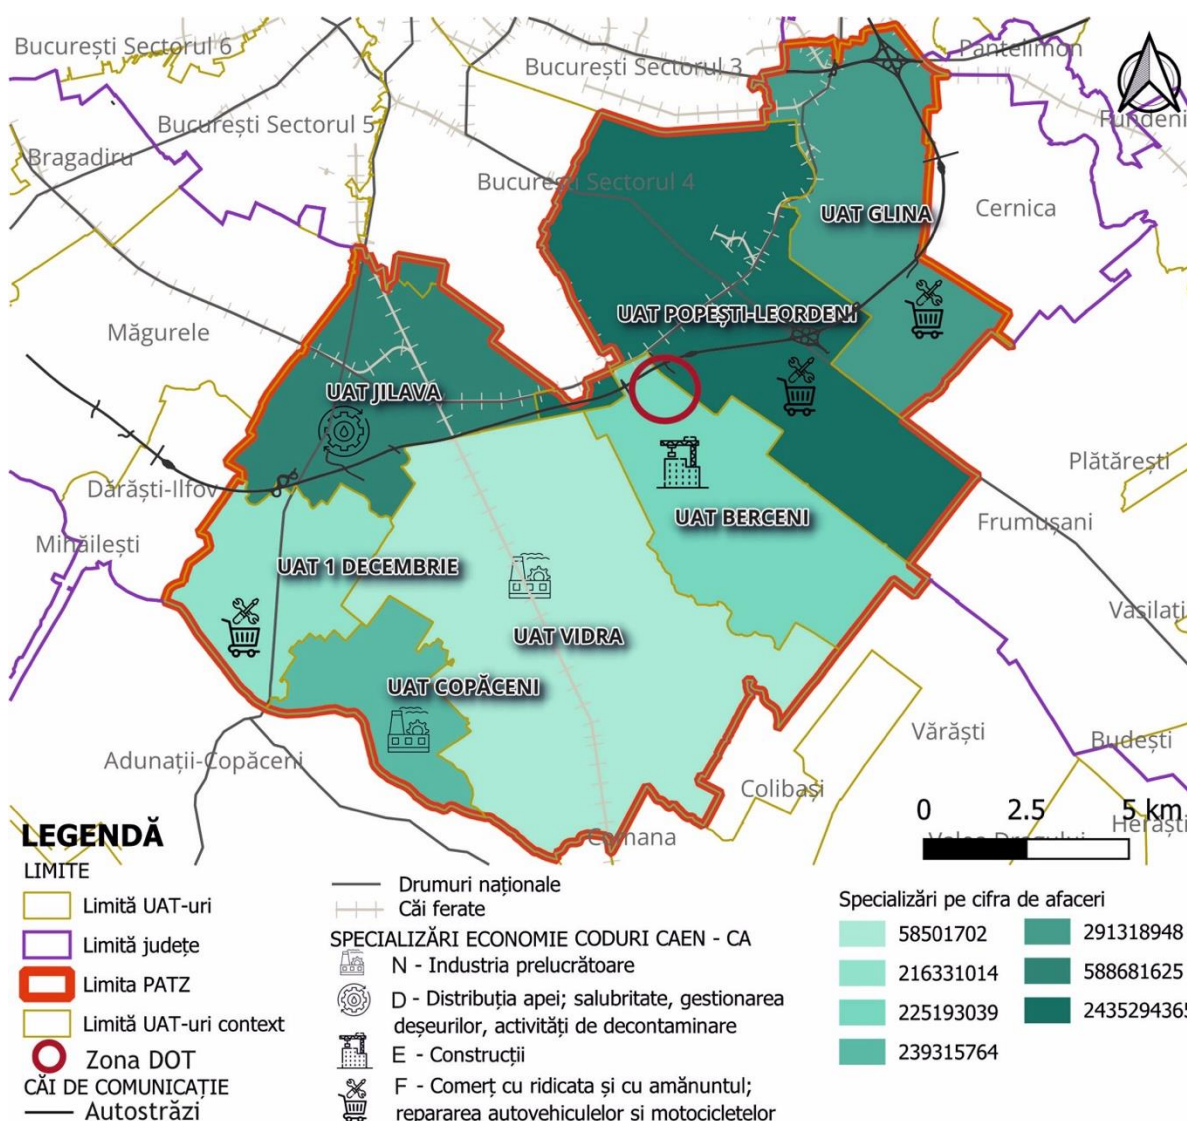 București Sectorul 6
București Sectorul 3
Pantelimon
București Sectorul 5
Fundeni
Bragadiru
București Sectorul 4
Cernica
UAT GLINA
UAT POPEȘTI-LEORDENI
Măgurele
UAT JILAVA
Plătărești
Dărăști-Ilfov
UAT BERCENI
Frumușani
Mihăilești
UAT 1 DECEMBRIE
Vasilați
UAT VIDRA
UAT COPĂCENI
Vărăști
Budești
Adunații-Copăceni
Colibași
0 2.5 5 km
Herăști
Comana
LEGENDĂ
LIMITE
Limită UAT-uri
Limită județe
Limita PATZ
Limită UAT-uri context
Zona DOT
CĂI DE COMUNICAȚIE
Autostrăzi
Drumuri naționale
Căi ferate
SPECIALIZĂRI ECONOMIE CODURI CAEN - CA
N - Industria prelucrătoare
D - Distribuția apei; salubritate, gestionarea
deșeurilor, activități de decontaminare
E - Construcții
F - Comerț cu ridicata și cu amănuntul;
repararea autovehiculelor si motocicletelor
Specializări pe cifra de afaceri
58501702
216331014
225193039
239315764
291318948
588681625
2435294365